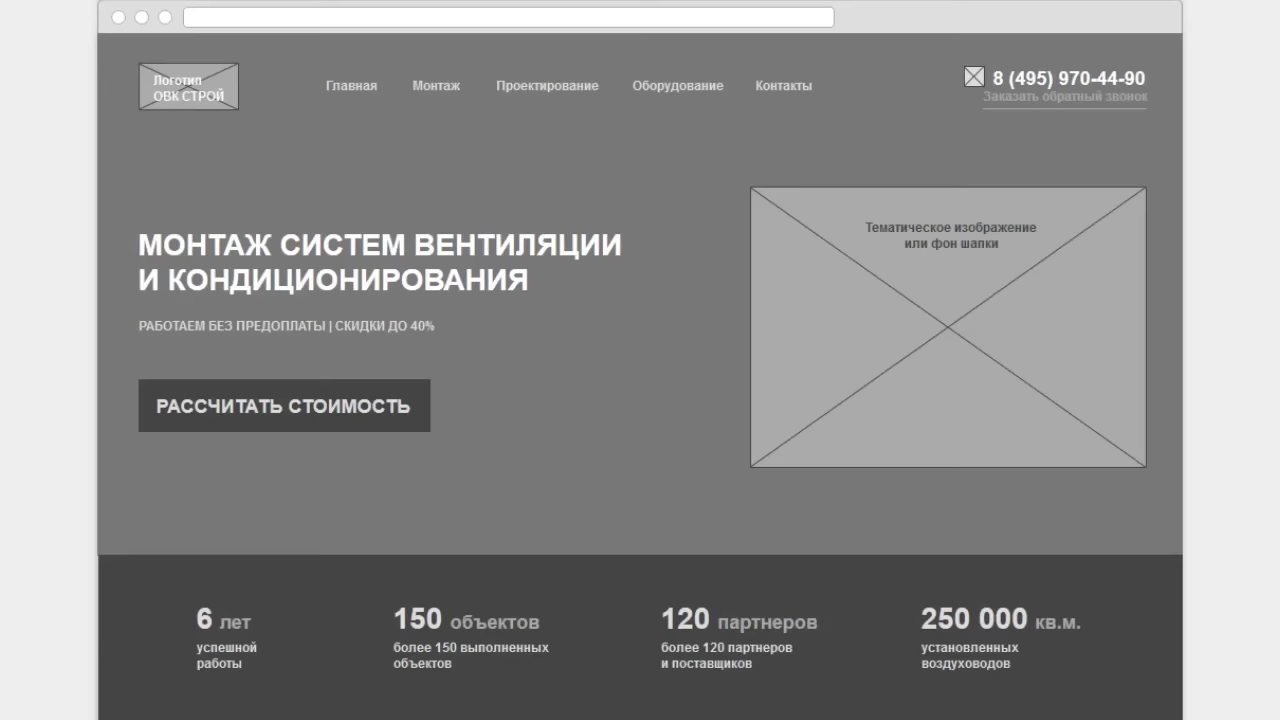 Логотип
ОВК СТРОЙ
Главная
Монтаж
Проектирование
Оборудование
Контакты
8 (495) 970-44-90
Заказать обратный звонок
Тематическое изображение
или фон шапки
МОНТАЖ СИСТЕМ ВЕНТИЛЯЦИИ
И КОНДИЦИОНИРОВАНИЯ
РАБОТАЕМ БЕЗ ПРЕДОПЛАТЫ | СКИДКИ ДО 40%
РАССЧИТАТЬ СТОИМОСТЬ
6 лет
успешной
работы
150 объектов
более 150 выполненных
объектов
120 партнеров
более 120 партнеров
и поставщиков
250 000 кв.м.
установленных
воздуховодов